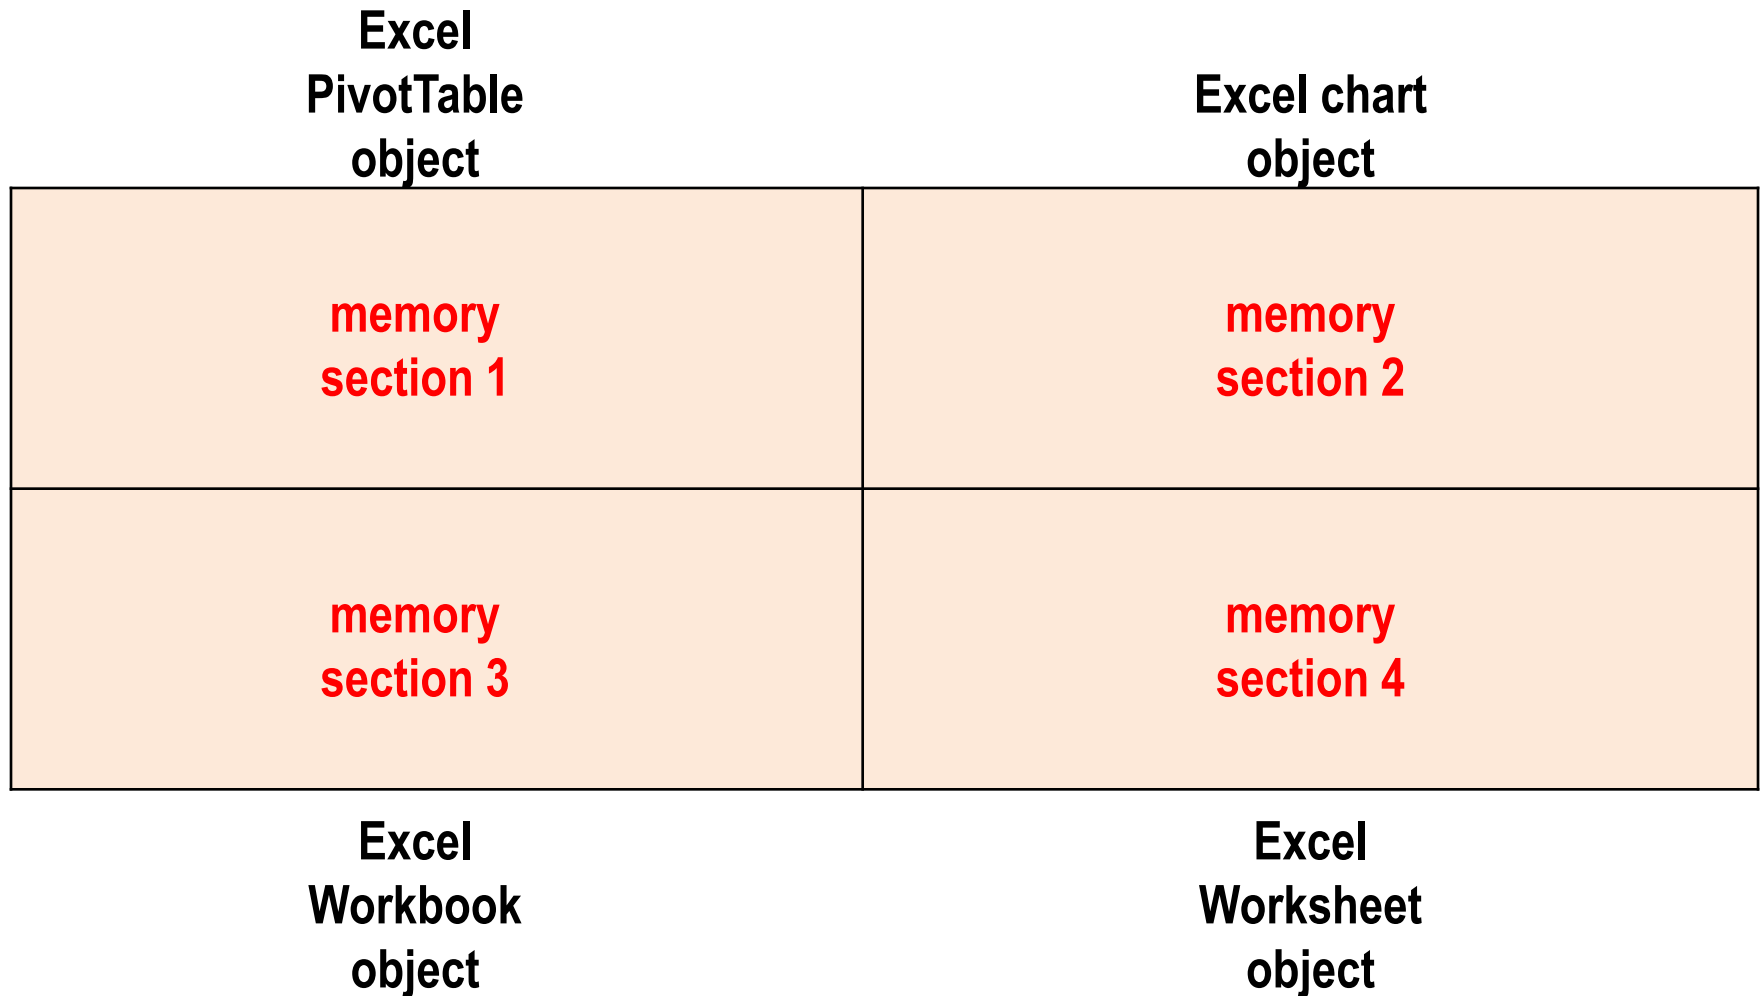 Excel
PivotTable
object
Excel chart
object
memory
section 1
memory
section 2
memory
section 3
memory
section 4
Excel
Workbook
object
Excel
Worksheet
object